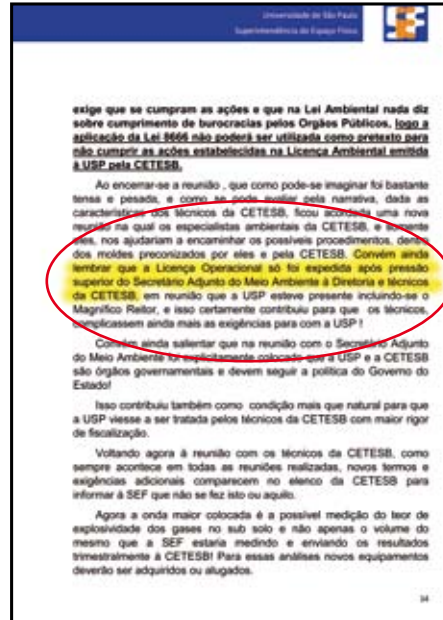 Universidade de São Paulo
Superintendência do Espaço Físico
SEF
exige que se cumpram as ações e que na Lei Ambiental nada diz
sobre cumprimento de burocracias pelos Orgãos Públicos, logo a
aplicação da Lei 8666 não poderá ser utilizada como pretexto para
não cumprir as ações estabelecidas na Licença Ambiental emitida
à USP pela CETESB.
Ao encerrar-se a reunião , que como pode-se imaginar foi bastante
tensa e pesada, e como se pode avaliar pela narrativa, dada as
características dos técnicos da CETESB, ficou acordada uma nova
reunião na qual os especialistas ambientais da CETESB, e somente
eles, nos ajudariam a encaminhar os possíveis procedimentos, dentro
dos moldes preconizados por eles e pela CETESB. Convém ainda
lembrar que a Licença Operacional só foi expedida após pressão
superior do Secretário Adjunto do Meio Ambiente à Diretoria e técnicos
da CETESB, em reunião que a USP esteve presente incluindo-se o
Magnífico Reitor, e isso certamente contribuiu para que os técnicos,
complicassem ainda mais as exigências para com a USP !
Convém ainda salientar que na reunião com o Secretário Adjunto
do Meio Ambiente foi explicitamente colocado que a USP e a CETESB
são órgãos governamentais e devem seguir a política do Governo do
Estado!
Isso contribuiu também como condição mais que natural para que
a USP viesse a ser tratada pelos técnicos da CETESB com maior rigor
de fiscalização.
Voltando agora à reunião com os técnicos da CETESB, como
sempre acontece em todas as reuniões realizadas, novos termos e
exigências adicionais comparecem no elenco da CETESB para
informar à SEF que não se fez isto ou aquilo.
Agora a onda maior colocada é a possível medição do teor de
explosividade dos gases no sub solo e não apenas o volume do
mesmo que a SEF estaria medindo e enviando os resultados
trimestralmente à CETESB! Para essas análises novos equipamentos
deverão ser adquiridos ou alugados.
34